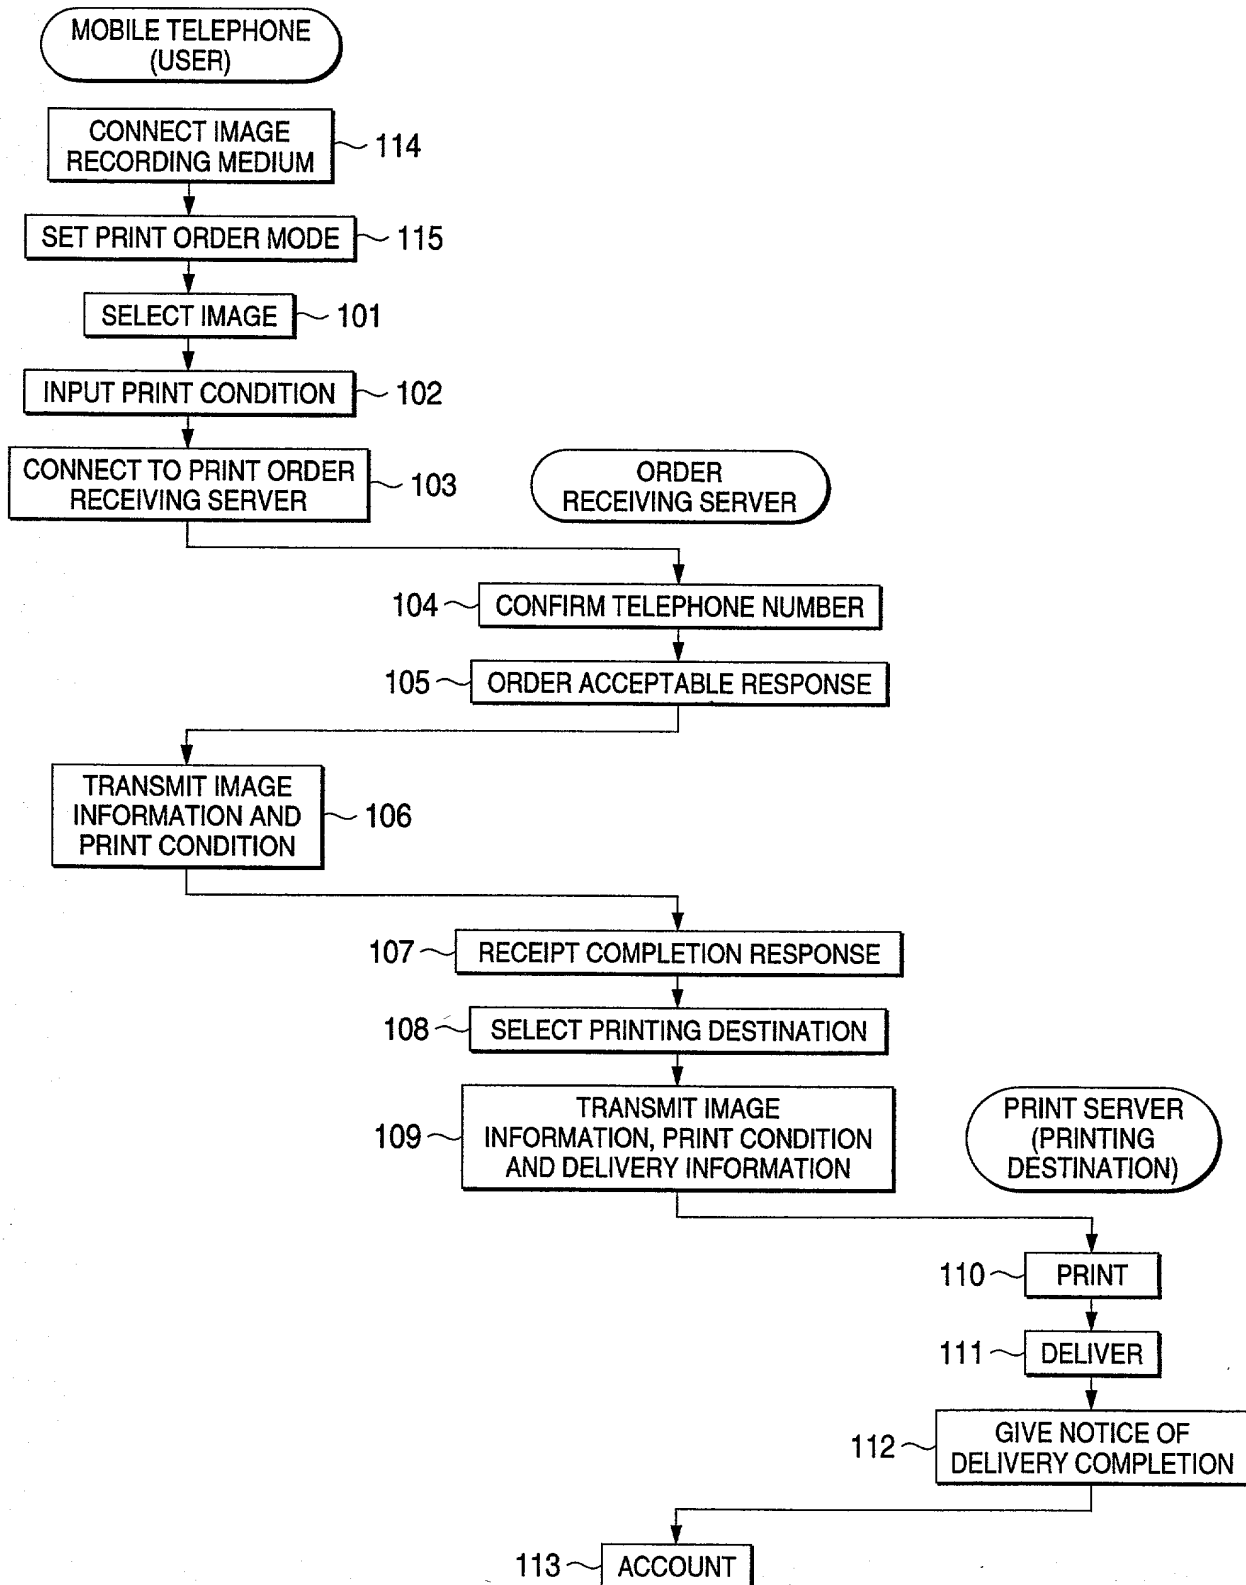 MOBILE TELEPHONE
(USER)
CONNECT IMAGE
RECORDING MEDIUM
114
SET PRINT ORDER MODE
115
SELECT IMAGE
101
INPUT PRINT CONDITION
102
CONNECT TO PRINT ORDER
RECEIVING SERVER
103
ORDER
RECEIVING SERVER
104
CONFIRM TELEPHONE NUMBER
105
ORDER ACCEPTABLE RESPONSE
TRANSMIT IMAGE
INFORMATION AND
PRINT CONDITION
106
107
RECEIPT COMPLETION RESPONSE
108
SELECT PRINTING DESTINATION
109
TRANSMIT IMAGE
INFORMATION, PRINT CONDITION
AND DELIVERY INFORMATION
PRINT SERVER
(PRINTING
DESTINATION)
110
PRINT
111
DELIVER
112
GIVE NOTICE OF
DELIVERY COMPLETION
113
ACCOUNT